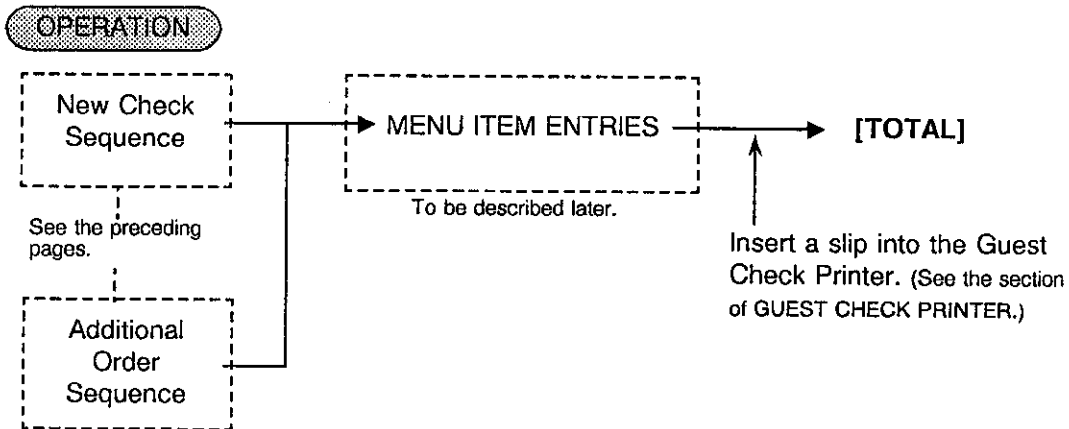 OPERATION
New Check
Sequence
See the preceding
pages.
Additional
Order
Sequence
MENU ITEM ENTRIES
To be described later.
[TOTAL]
Insert a slip into the Guest
Check Printer. (See the section
of GUEST CHECK PRINTER.)